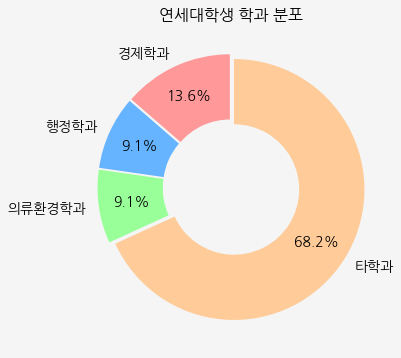 연세대학생 학과 분포
경제학과
13.6%
행정학과
9.1%
의류환경학과
9.1%
68.2%
타학과